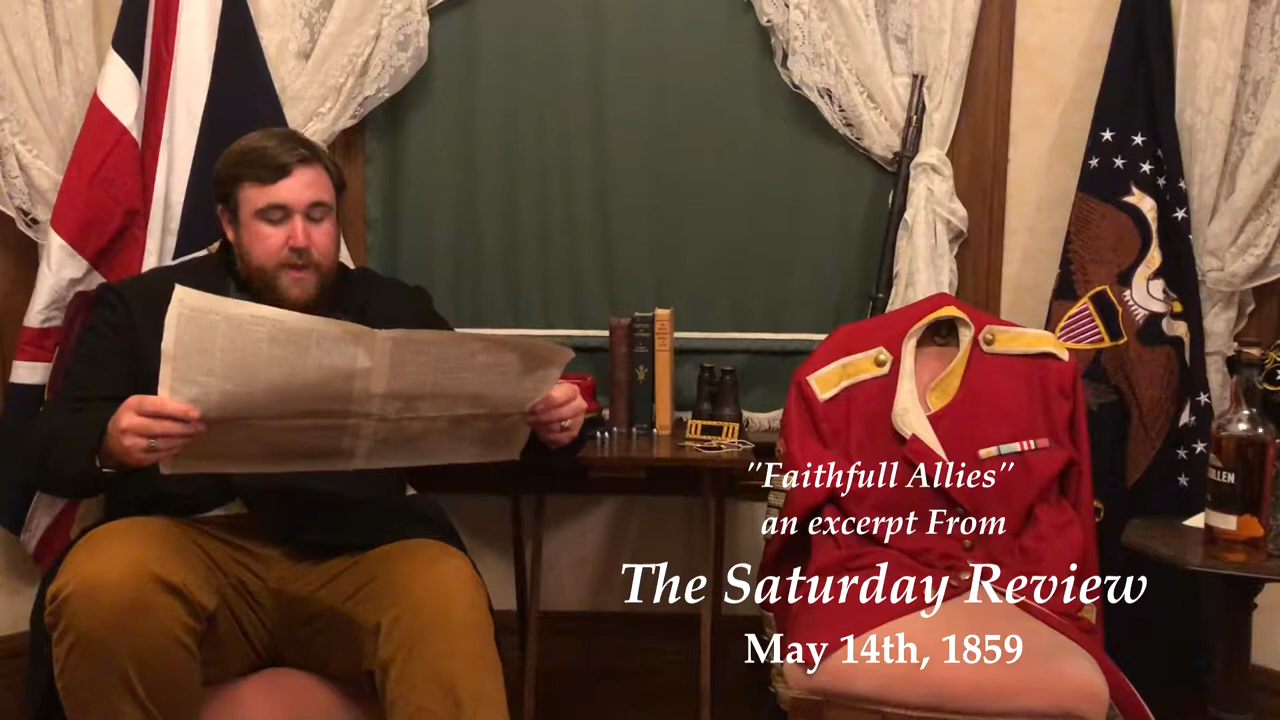 "Faithfull Allies"
an excerpt From
The Saturday Review
May 14th, 1859